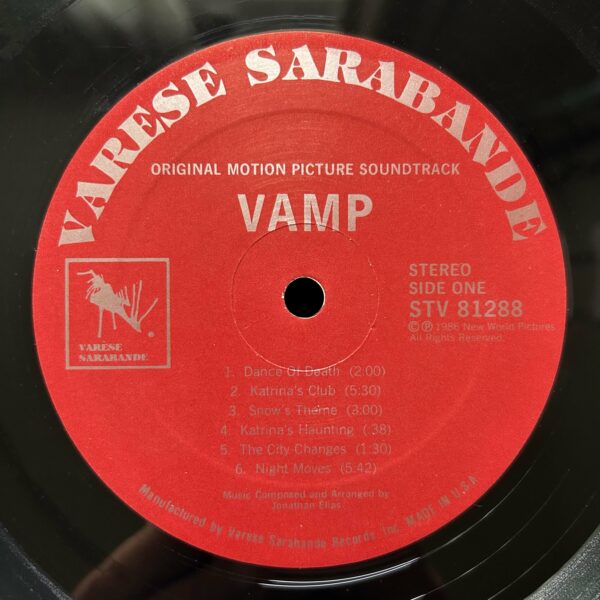 VARESE SARABANDE
ORIGINAL MOTION PICTURE SOUNDTRACK
VAMP
VARESE
SARABANDE
®
STEREO
SIDE ONE
STV 81288
© ℗ 1986 New World Pictures
All Rights Reserved.
1. Dance Of Death (2:00)
2. Katrina's Club (5:30)
3. Snow's Theme (3:00)
4. Katrina's Haunting (:38)
5. The City Changes (1:30)
6. Night Moves (5:42)
Music Composed and Arranged by
Jonathan Elias
Manufactured by Varese Sarabande Records, Inc. MADE IN U.S.A.